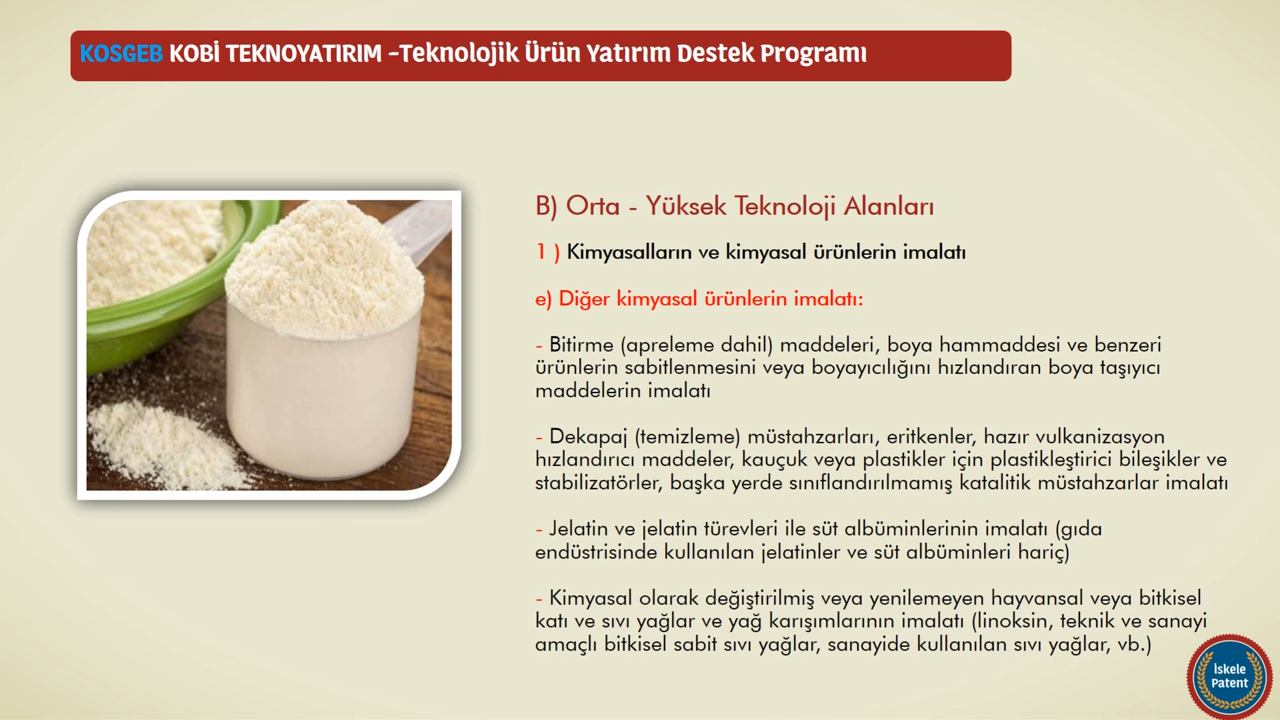 KOSGEB KOBİ TEKNOYATIRIM -Teknolojik Ürün Yatırım Destek Programı
B) Orta - Yüksek Teknoloji Alanları
1 ) Kimyasalların ve kimyasal ürünlerin imalatı
e) Diğer kimyasal ürünlerin imalatı:
- Bitirme (apreleme dahil) maddeleri, boya hammaddesi ve benzeri
ürünlerin sabitlenmesini veya boyayıcılığını hızlandıran boya taşıyıcı
maddelerin imalatı
- Dekapaj (temizleme) müstahzarları, eritkenler, hazır vulkanizasyon
hızlandırıcı maddeler, kauçuk veya plastikler için plastikleştirici bileşikler ve
stabilizatörler, başka yerde sınıflandırılmamış katalitik müstahzarlar imalatı
- Jelatin ve jelatin türevleri ile süt albüminlerinin imalatı (gıda
endüstrisinde kullanılan jelatinler ve süt albüminleri hariç)
- Kimyasal olarak değiştirilmiş veya yenilemeyen hayvansal veya bitkisel
katı ve sıvı yağlar ve yağ karışımlarının imalatı (linoksin, teknik ve sanayi
amaçlı bitkisel sabit sıvı yağlar, sanayide kullanılan sıvı yağlar, vb.)
İskele
Patent